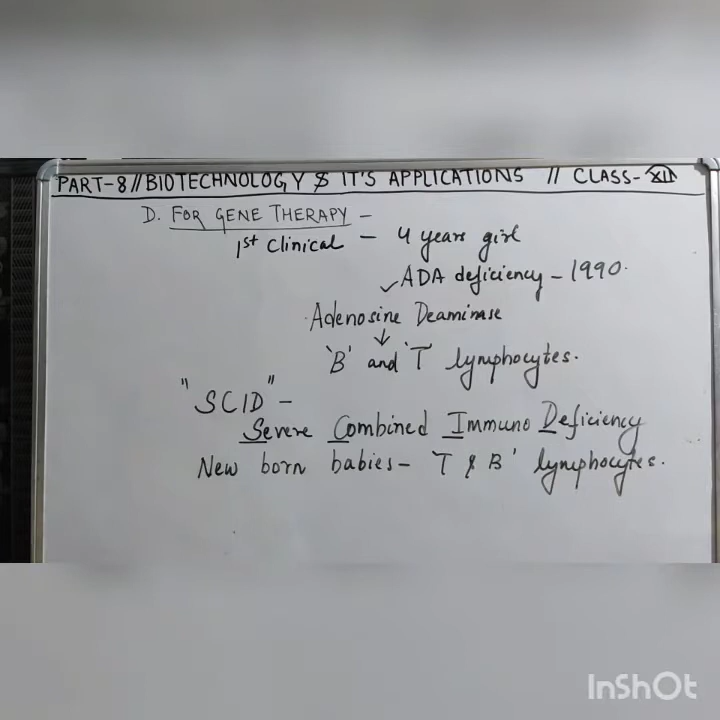 PART-8//BIOTECHNOLOGY & IT'S APPLICATIONS // CLASS-XII
D. FOR GENE THERAPY -
1st Clinical - 4 years girl
✓ADA deficiency - 1990.
Adenosine Deaminase
↓
'B' and 'T' lymphocytes.
"SCID" -
Severe Combined Immuno Deficiency
New born babies - 'T & B' lymphocytes.
InShOt